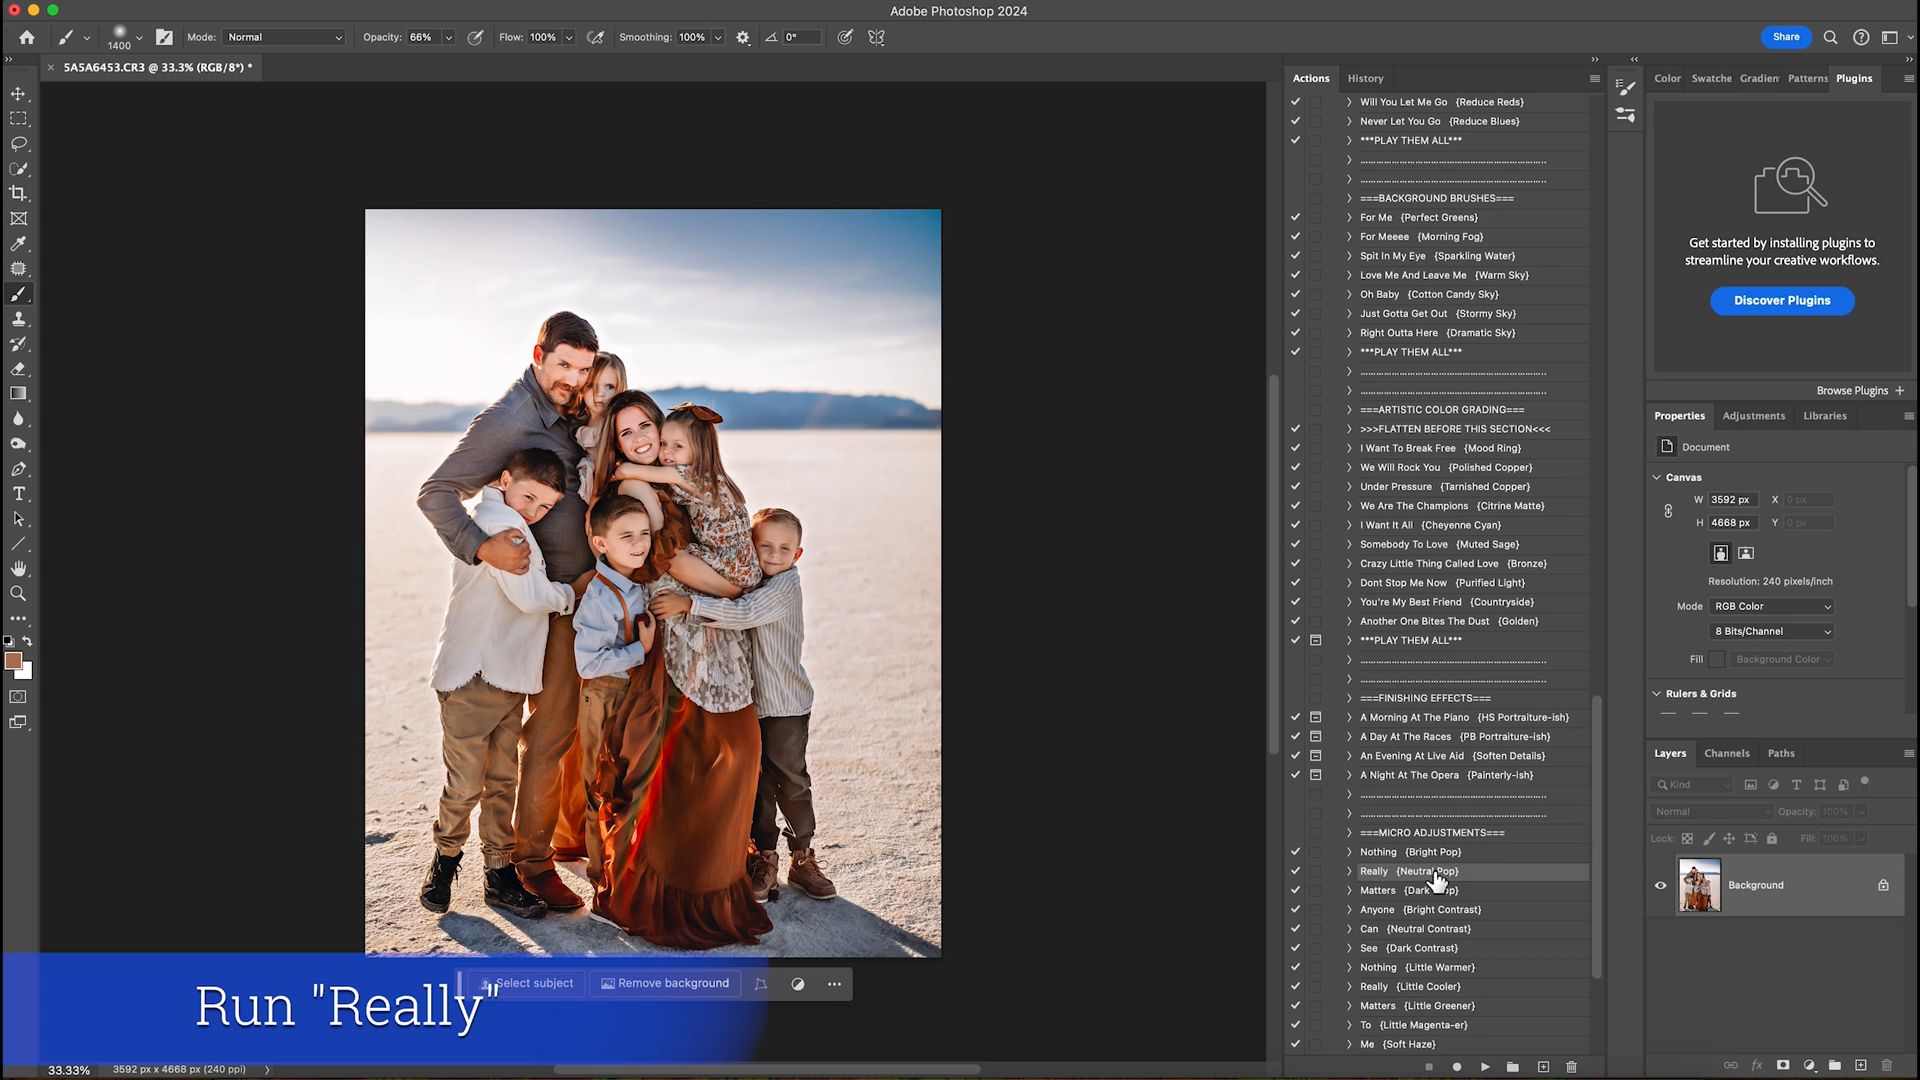 Adobe Photoshop 2024
1400
Mode: Normal
Opacity: 66%
Flow: 100%
Smoothing: 100%
0°
Share
5A5A6453.CR3 @ 33.3% (RGB/8*) *
Actions
History
Will You Let Me Go {Reduce Reds}
Never Let You Go {Reduce Blues}
***PLAY THEM ALL***
===BACKGROUND BRUSHES===
For Me {Perfect Greens}
For Meeee {Morning Fog}
Spit In My Eye {Sparkling Water}
Love Me And Leave Me {Warm Sky}
Oh Baby {Cotton Candy Sky}
Just Gotta Get Out {Stormy Sky}
Right Outta Here {Dramatic Sky}
***PLAY THEM ALL***
===ARTISTIC COLOR GRADING===
>>>FLATTEN BEFORE THIS SECTION<<<
I Want To Break Free {Mood Ring}
We Will Rock You {Polished Copper}
Under Pressure {Tarnished Copper}
We Are The Champions {Citrine Matte}
I Want It All {Cheyenne Cyan}
Somebody To Love {Muted Sage}
Crazy Little Thing Called Love {Bronze}
Dont Stop Me Now {Purified Light}
You're My Best Friend {Countryside}
Another One Bites The Dust {Golden}
***PLAY THEM ALL***
===FINISHING EFFECTS===
A Morning At The Piano {HS Portraiture-ish}
A Day At The Races {PB Portraiture-ish}
An Evening At Live Aid {Soften Details}
A Night At The Opera {Painterly-ish}
===MICRO ADJUSTMENTS===
Nothing {Bright Pop}
Really {Neutral Pop}
Matters {Dark Pop}
Anyone {Bright Contrast}
Can {Neutral Contrast}
See {Dark Contrast}
Nothing {Little Warmer}
Really {Little Cooler}
Matters {Little Greener}
To {Little Magenta-er}
Me {Soft Haze}
Color
Swatche
Gradien
Patterns
Plugins
Get started by installing plugins to
streamline your creative workflows.
Discover Plugins
Browse Plugins +
Properties
Adjustments
Libraries
Document
Canvas
W 3592 px X 0 px
H 4668 px Y 0 px
Resolution: 240 pixels/inch
Mode RGB Color
8 Bits/Channel
Fill Background Color
Rulers & Grids
Layers
Channels
Paths
Kind
Normal
Opacity: 100%
Lock:
Fill: 100%
Background
Select subject
Remove background
Run "Really"
33.33%
3592 px x 4668 px (240 ppi)